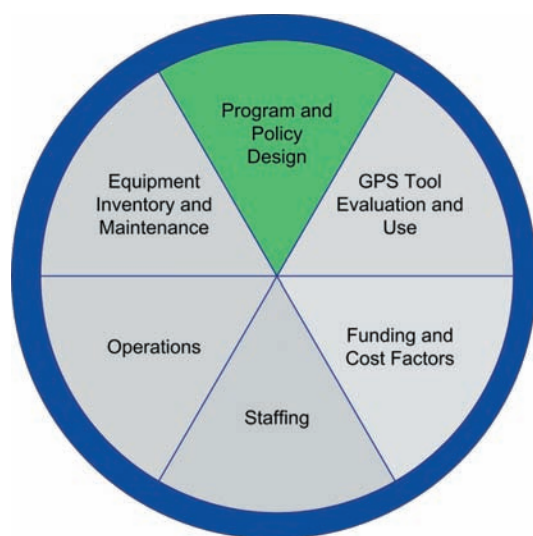 Program and
Policy
Design
GPS Tool
Evaluation and
Use
Funding and
Cost Factors
Staffing
Operations
Equipment
Inventory and
Maintenance